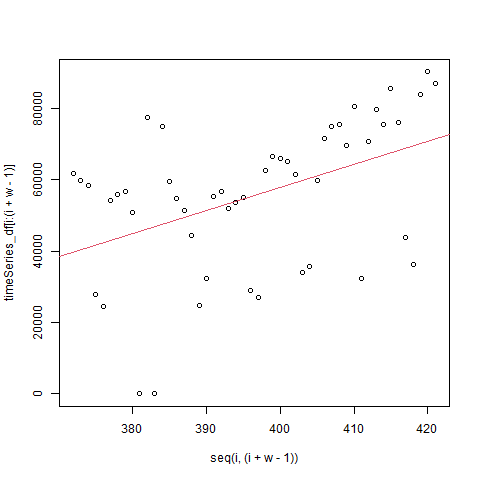 80000
60000
40000
20000
0
timeSeries_df[i:(i + w - 1)]
380 390 400 410 420
seq(i, (i + w - 1))